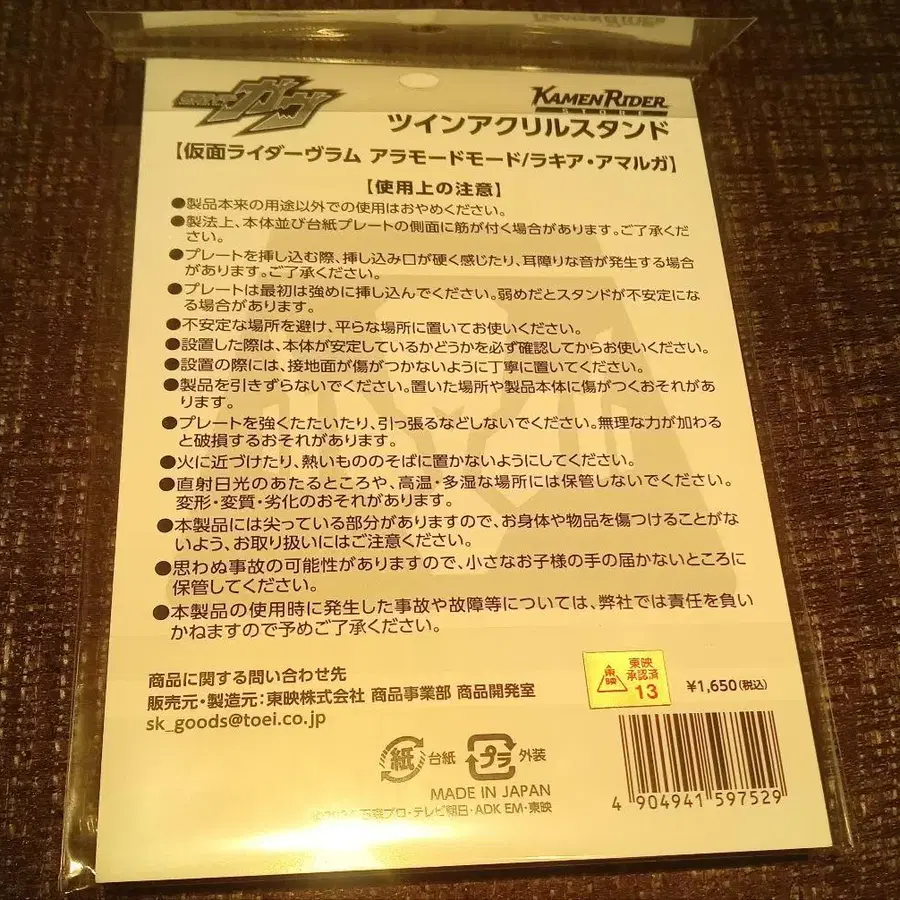 ガヴ
KAMEN RIDER
STORE
ツインアクリルスタンド
【仮面ライダーヴラム アラモードモード/ラキア・アマルガ】
【使用上の注意】
●製品本来の用途以外での使用はおやめください。
●製法上、本体並び台紙プレートの側面に筋が付く場合があります。ご了承くだ
さい。
●プレートを挿し込む際、挿し込み口が硬く感じたり、耳障りな音が発生する場合
があります。ご了承ください。
●プレートは最初は強めに挿し込んでください。弱めだとスタンドが不安定にな
る場合があります。
●不安定な場所を避け、平らな場所に置いてお使いください。
●設置した際は、本体が安定しているかどうかを必ず確認してからお使いください。
●設置の際には、接地面が傷がつかないように丁寧に置いてください。
●製品を引きずらないでください。置いた場所や製品本体に傷がつくおそれがあ
ります。
●プレートを強くたたいたり、引っ張るなどしないでください。無理な力が加わる
と破損するおそれがあります。
●火に近づけたり、熱いもののそばに置かないようにしてください。
●直射日光のあたるところや、高温・多湿な場所には保管しないでください。
変形・変質・劣化のおそれがあります。
●本製品には尖っている部分がありますので、お身体や物品を傷つけることがな
いよう、お取り扱いにはご注意ください。
●思わぬ事故の可能性がありますので、小さなお子様の手の届かないところに
保管してください。
●本製品の使用時に発生した事故や故障等については、弊社では責任を負い
かねますので予めご了承ください。
商品に関する問い合わせ先
販売元・製造元:東映株式会社 商品事業部 商品開発室
sk_goods@toei.co.jp
東映
東映
承認済
13
¥1,650(税込)
紙 台紙 プラ 外装
MADE IN JAPAN
石森プロ・テレビ朝日・ADK EM・東映
4 904941 597529